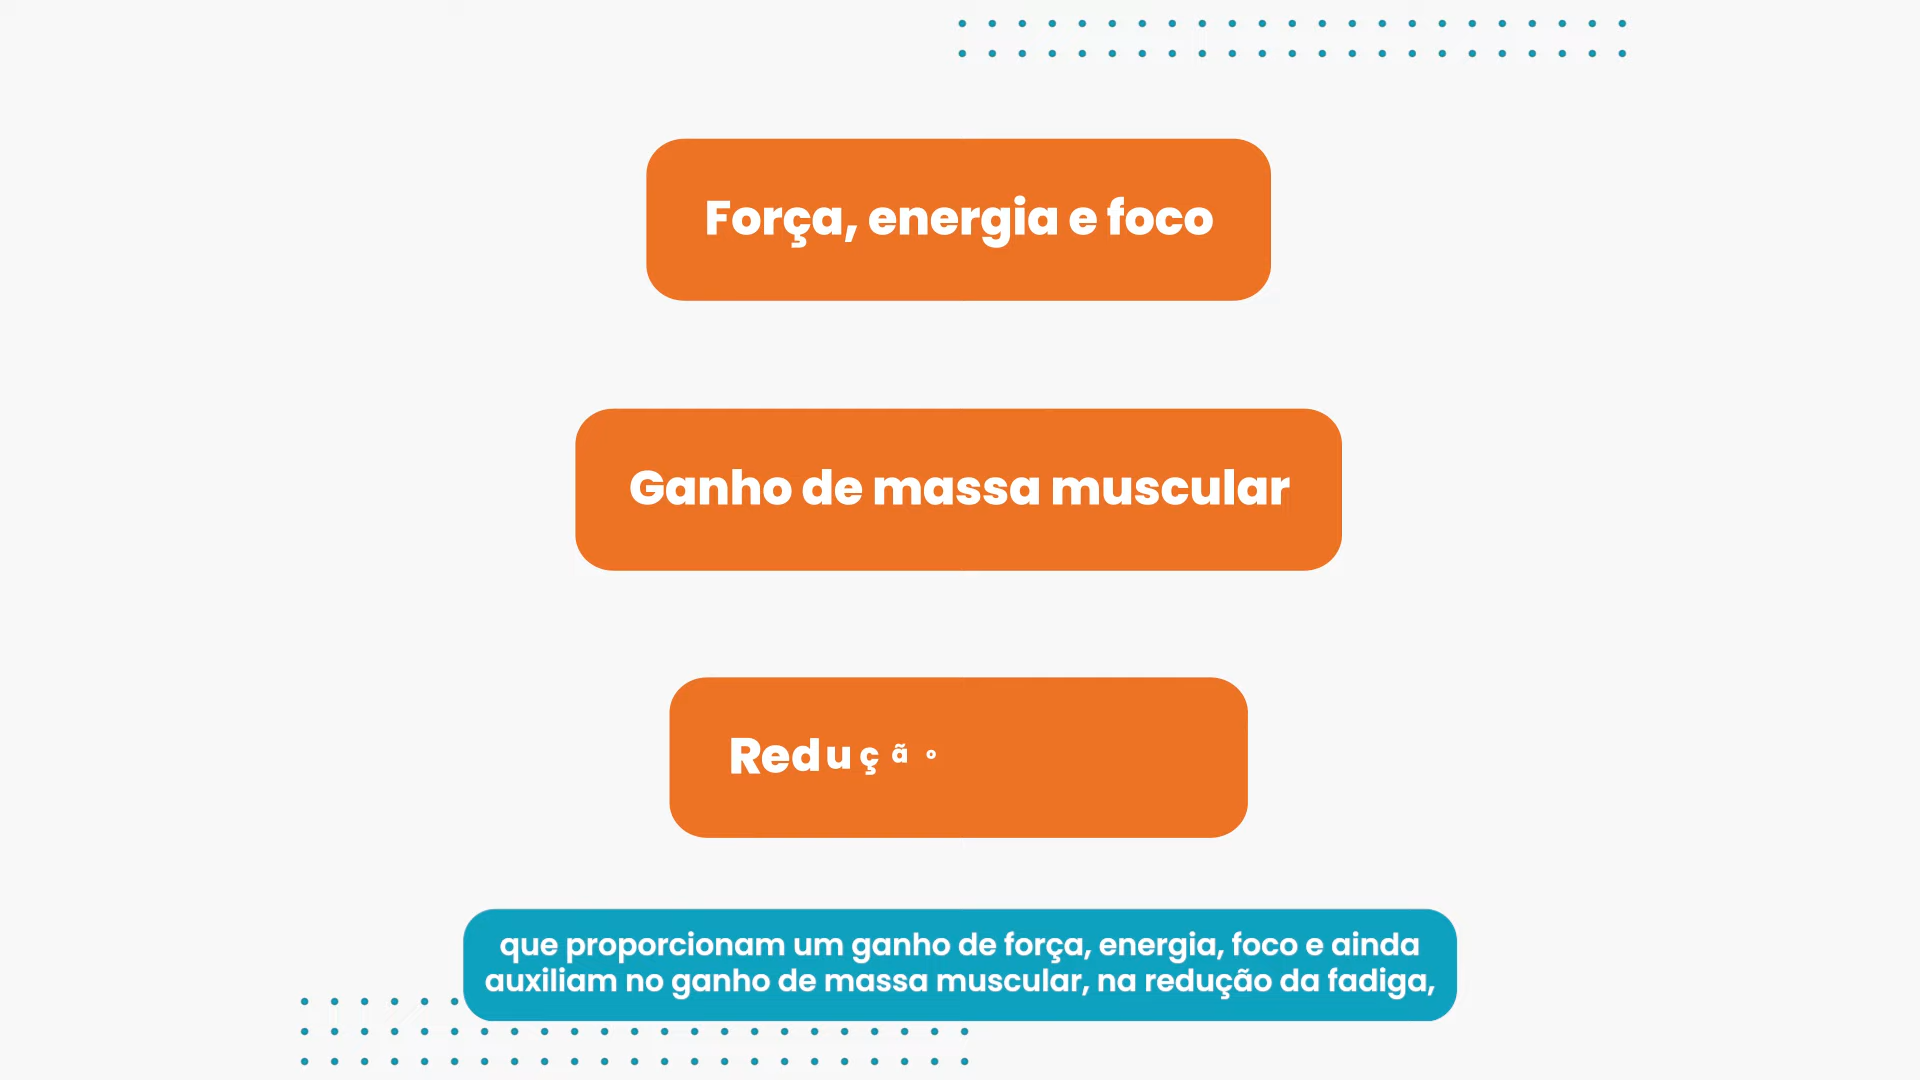 Força, energia e foco
Ganho de massa muscular
Redução
que proporcionam um ganho de força, energia, foco e ainda
auxiliam no ganho de massa muscular, na redução da fadiga,